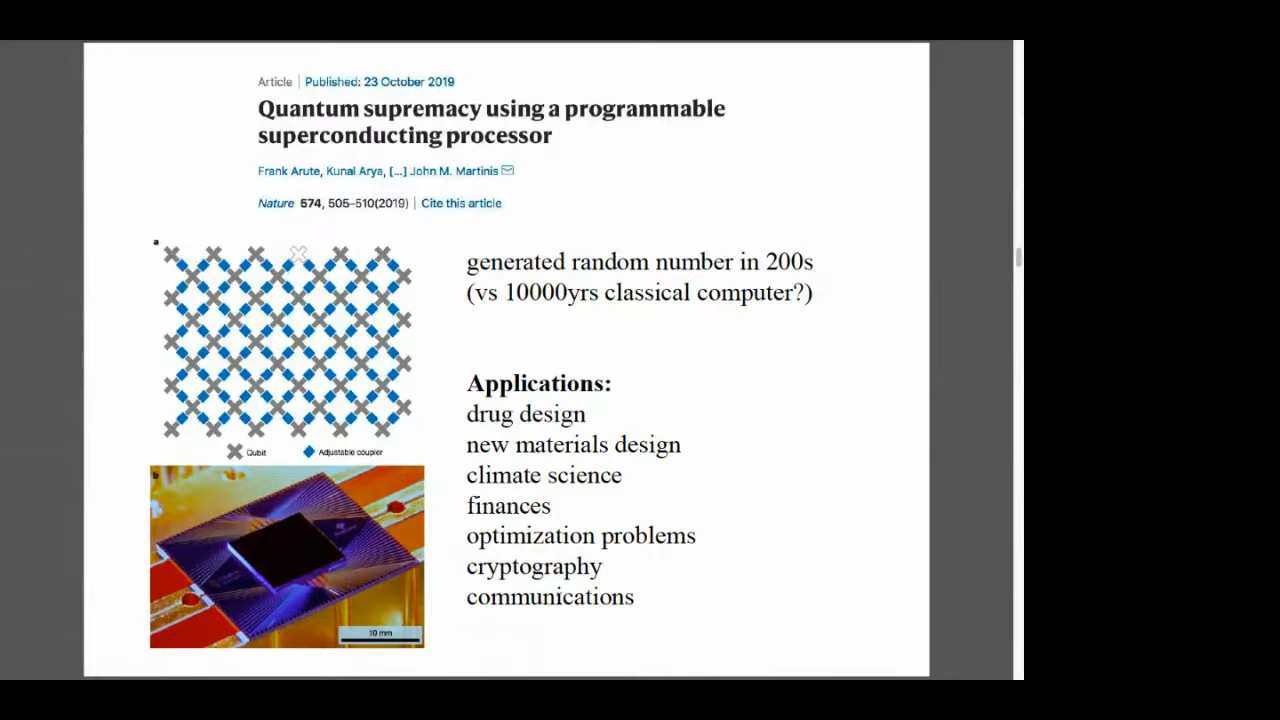 Article | Published: 23 October 2019
Quantum supremacy using a programmable
superconducting processor
Frank Arute, Kunal Arya, [...] John M. Martinis
Nature 574, 505–510(2019) | Cite this article
a
generated random number in 200s
(vs 10000yrs classical computer?)
Applications:
drug design
new materials design
climate science
finances
optimization problems
cryptography
communications
Qubit
Adjustable coupler
b
10 mm